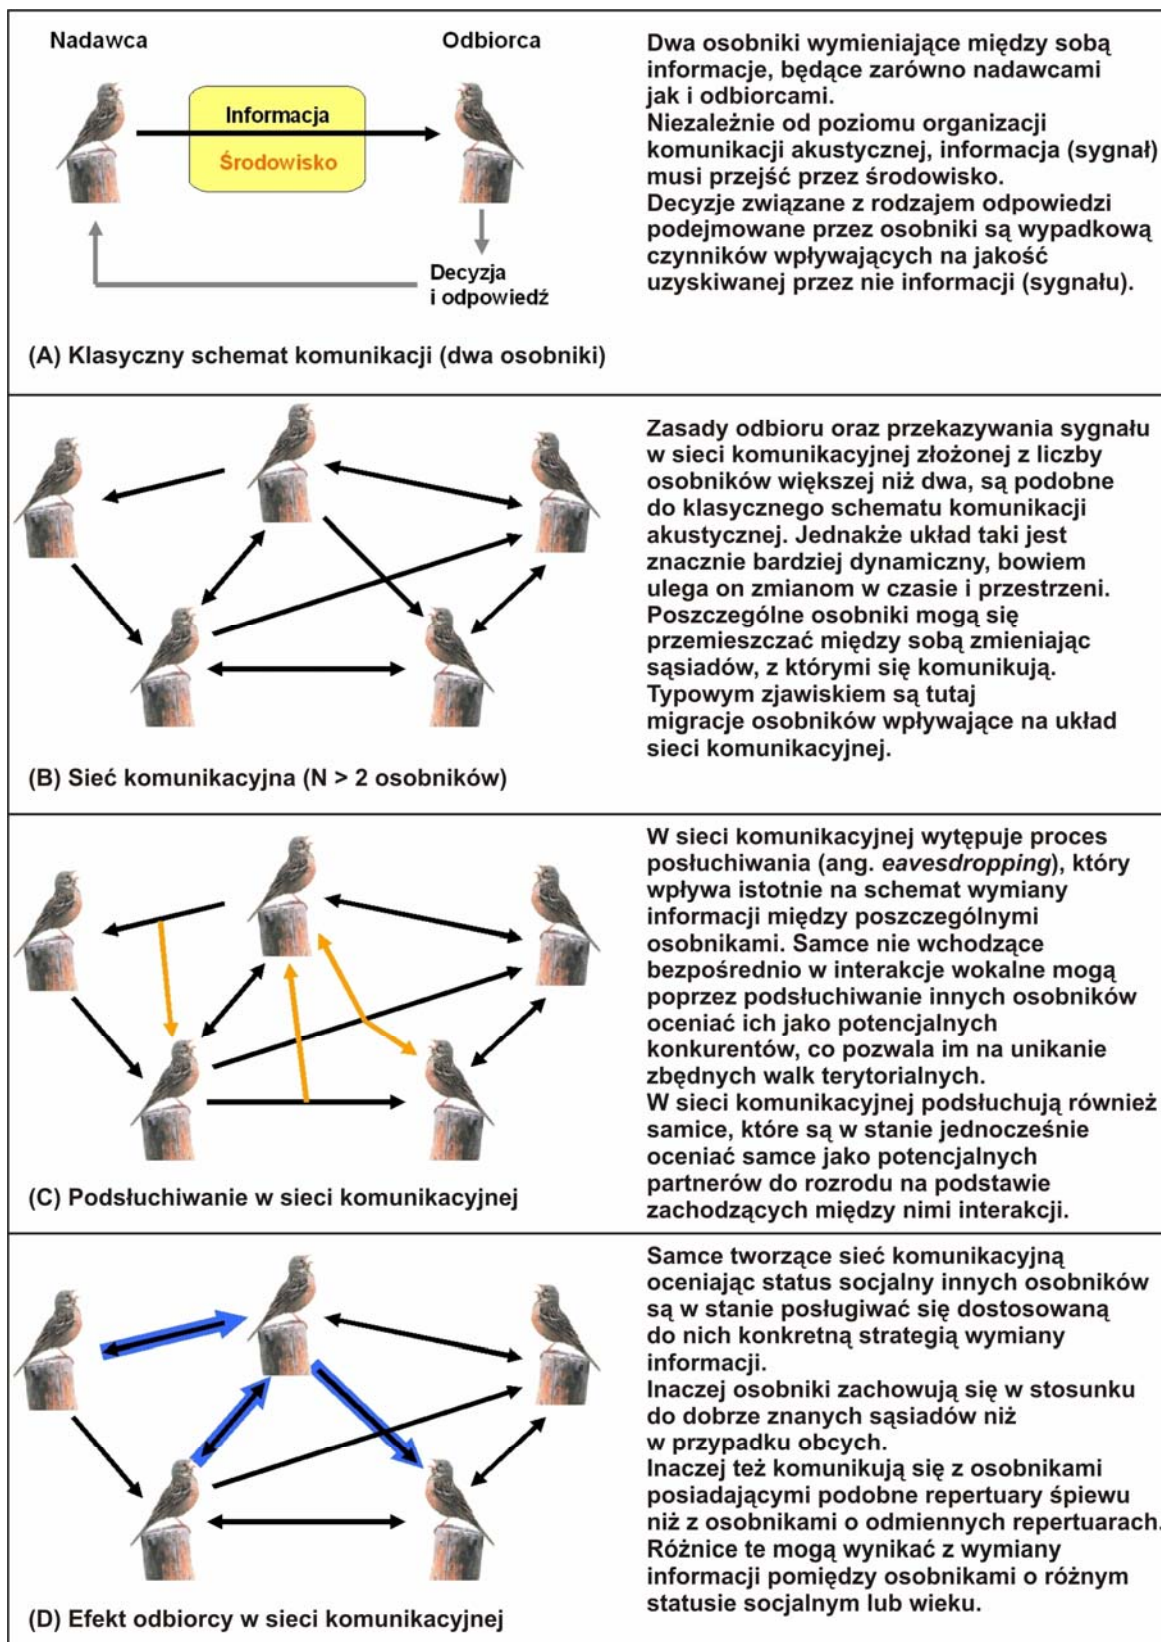 Nadawca
Odbiorca
Informacja
Środowisko
Decyzja
i odpowiedź
(A) Klasyczny schemat komunikacji (dwa osobniki)
Dwa osobniki wymieniające między sobą
informacje, będące zarówno nadawcami
jak i odbiorcami.
Niezależnie od poziomu organizacji
komunikacji akustycznej, informacja (sygnał)
musi przejść przez środowisko.
Decyzje związane z rodzajem odpowiedzi
podejmowane przez osobniki są wypadkową
czynników wpływających na jakość
uzyskiwanej przez nie informacji (sygnału).
(B) Sieć komunikacyjna (N > 2 osobników)
Zasady odbioru oraz przekazywania sygnału
w sieci komunikacyjnej złożonej z liczby
osobników większej niż dwa, są podobne
do klasycznego schematu komunikacji
akustycznej. Jednakże układ taki jest
znacznie bardziej dynamiczny, bowiem
ulega on zmianom w czasie i przestrzeni.
Poszczególne osobniki mogą się
przemieszczać między sobą zmieniając
sąsiadów, z którymi się komunikują.
Typowym zjawiskiem są tutaj
migracje osobników wpływające na układ
sieci komunikacyjnej.
(C) Podsłuchiwanie w sieci komunikacyjnej
W sieci komunikacyjnej wytępuje proces
posłuchiwania (ang. eavesdropping), który
wpływa istotnie na schemat wymiany
informacji między poszczególnymi
osobnikami. Samce nie wchodzące
bezpośrednio w interakcje wokalne mogą
poprzez podsłuchiwanie innych osobników
oceniać ich jako potencjalnych
konkurentów, co pozwala im na unikanie
zbędnych walk terytorialnych.
W sieci komunikacyjnej podsłuchują również
samice, które są w stanie jednocześnie
oceniać samce jako potencjalnych
partnerów do rozrodu na podstawie
zachodzących między nimi interakcji.
(D) Efekt odbiorcy w sieci komunikacyjnej
Samce tworzące sieć komunikacyjną
oceniając status socjalny innych osobników
są w stanie posługiwać się dostosowaną
do nich konkretną strategią wymiany
informacji.
Inaczej osobniki zachowują się w stosunku
do dobrze znanych sąsiadów niż
w przypadku obcych.
Inaczej też komunikują się z osobnikami
posiadającymi podobne repertuary śpiewu
niż z osobnikami o odmiennych repertuarach.
Różnice te mogą wynikać z wymiany
informacji pomiędzy osobnikami o różnym
statusie socjalnym lub wieku.